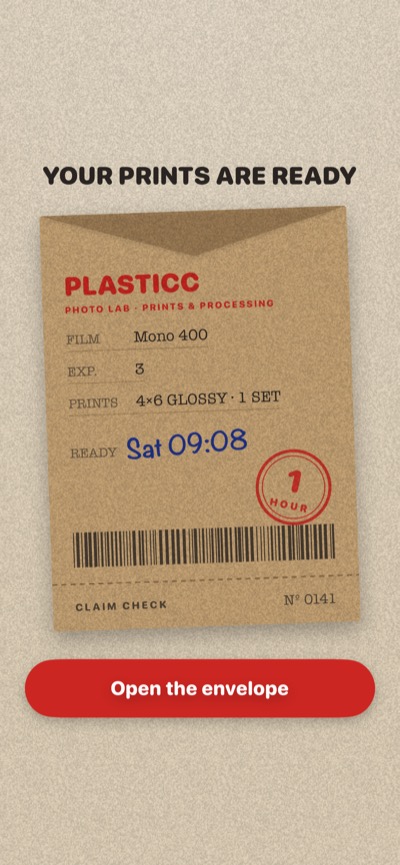 YOUR PRINTS ARE READY
PLASTICC
PHOTO LAB · PRINTS & PROCESSING
FILM Mono 400
EXP. 3
PRINTS 4×6 GLOSSY · 1 SET
READY Sat 09:08
1
HOUR
CLAIM CHECK Nº 0141
Open the envelope